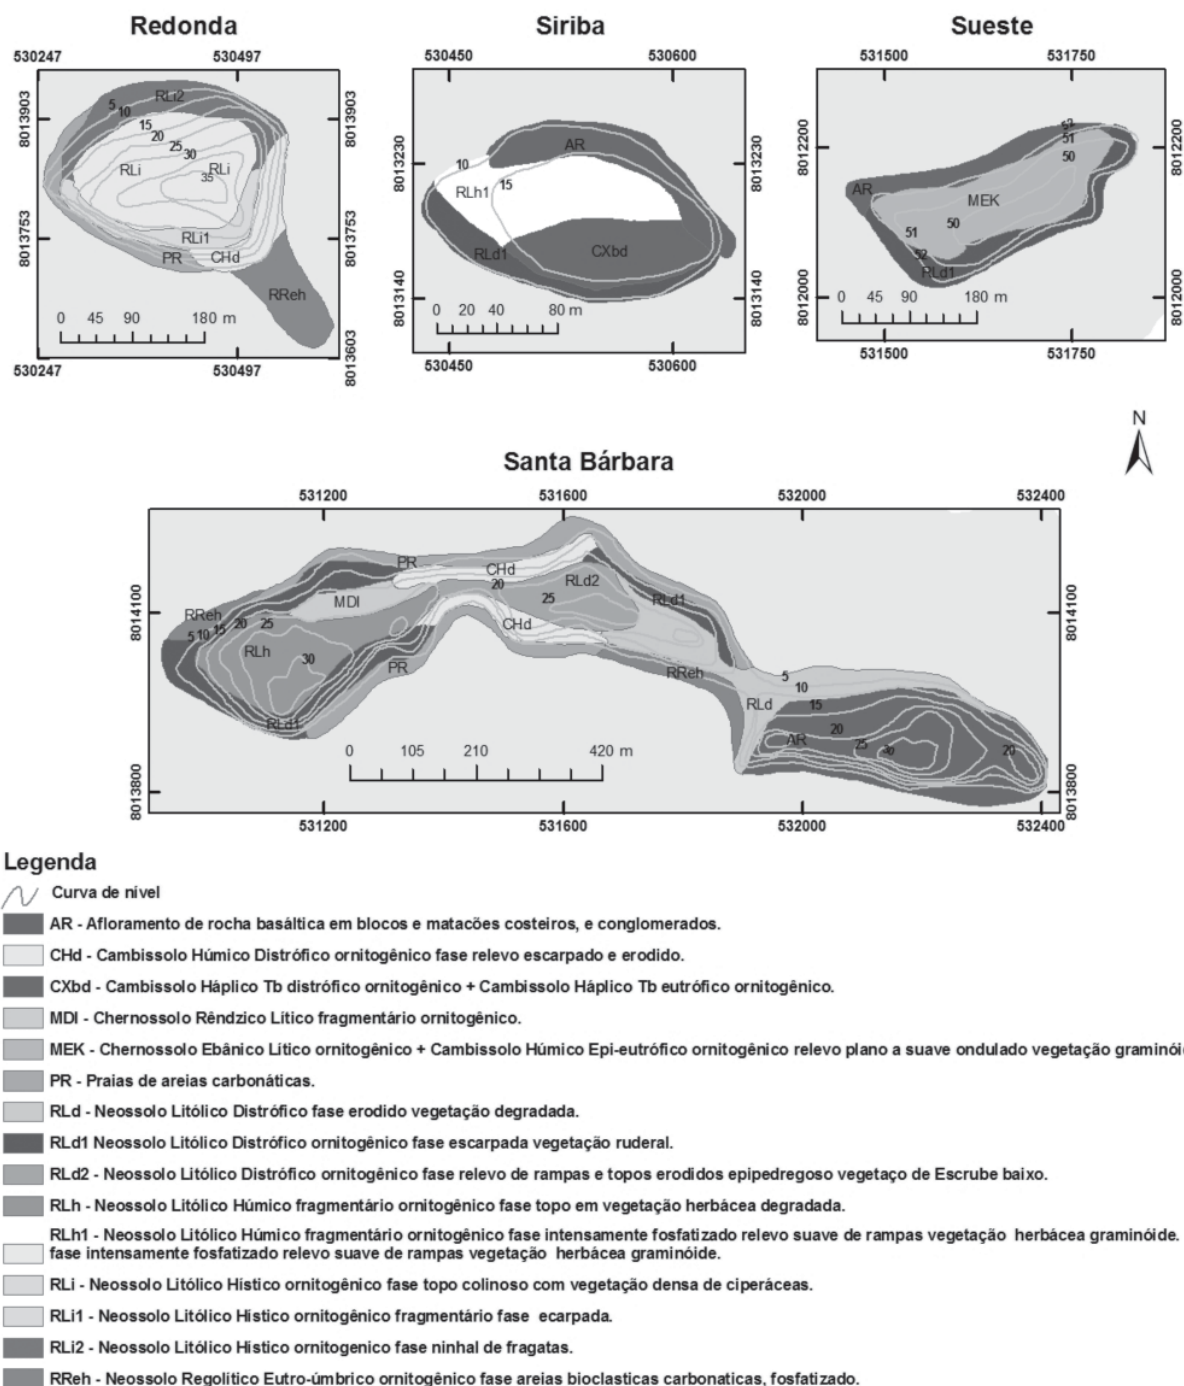 Redonda
530247 530497
8013903
8013753
8013903
8013753
8013603
RLi2
5
10
15
20
25
30
35
RLi
RLi
RLi1
PR
CHd
RReh
0 45 90 180 m
530247 530497
Siriba
530450 530600
8013230
8013140
8013230
8013140
AR
10
RLh1
15
RLd1
CXbd
0 20 40 80 m
530450 530600
Sueste
531500 531750
8012200
8012000
52
51
50
AR
MEK
51
50
52
RLd1
0 45 90 180 m
531500 531750
N
Santa Bárbara
531200 531600 532000 532400
8014100
8013800
8014100
8013800
PR
CHd
20
RLd2
MDI
25
RLd1
RReh
5
10
15
20
25
CHd
RLh
30
PR
RReh
5
10
RLd
15
RLd1
20
AR
25
30
20
0 105 210 420 m
531200 531600 532000 532400
Legenda
Curva de nível
AR - Afloramento de rocha basáltica em blocos e matacões costeiros, e conglomerados.
CHd - Cambissolo Húmico Distrófico ornitogênico fase relevo escarpado e erodido.
CXbd - Cambissolo Háplico Tb distrófico ornitogênico + Cambissolo Háplico Tb eutrófico ornitogênico.
MDI - Chernossolo Rêndzico Lítico fragmentário ornitogênico.
MEK - Chernossolo Ebânico Lítico ornitogênico + Cambissolo Húmico Epi-eutrófico ornitogênico relevo plano a suave ondulado vegetação graminói
PR - Praias de areias carbonáticas.
RLd - Neossolo Litólico Distrófico fase erodido vegetação degradada.
RLd1 Neossolo Litólico Distrófico ornitogênico fase escarpada vegetação ruderal.
RLd2 - Neossolo Litólico Distrófico ornitogênico fase relevo de rampas e topos erodidos epipedregoso vegetaço de Escrube baixo.
RLh - Neossolo Litólico Húmico fragmentário ornitogênico fase topo em vegetação herbácea degradada.
RLh1 - Neossolo Litólico Húmico fragmentário ornitogênico fase intensamente fosfatizado relevo suave de rampas vegetação herbácea graminóide.
fase intensamente fosfatizado relevo suave de rampas vegetação herbácea graminóide.
RLi - Neossolo Litólico Hístico ornitogênico fase topo colinoso com vegetação densa de ciperáceas.
RLi1 - Neossolo Litólico Hístico ornitogênico fragmentário fase ecarpada.
RLi2 - Neossolo Litólico Hístico ornitogenico fase ninhal de fragatas.
RReh - Neossolo Regolítico Eutro-úmbrico ornitogênico fase areias bioclasticas carbonaticas, fosfatizado.